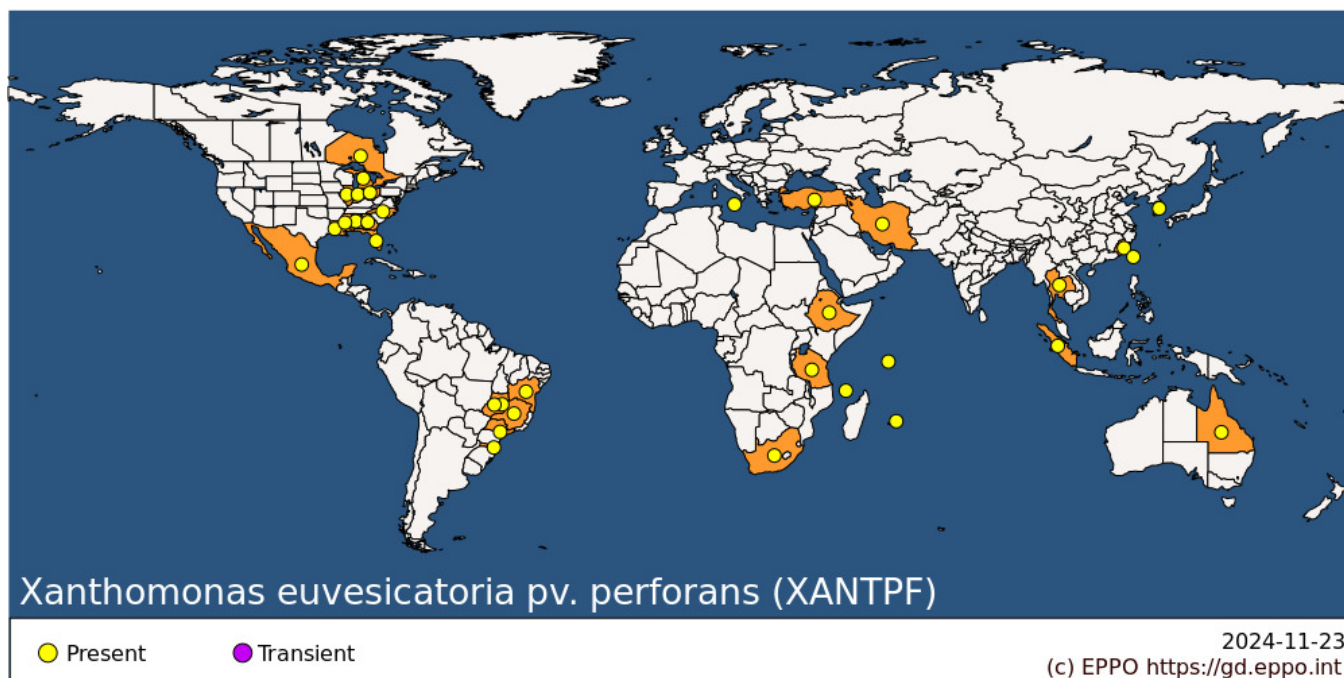 Xanthomonas euvesicatoria pv. perforans (XANTPF)
Present
Transient
2024-11-23
(c) EPPO https://gd.eppo.int